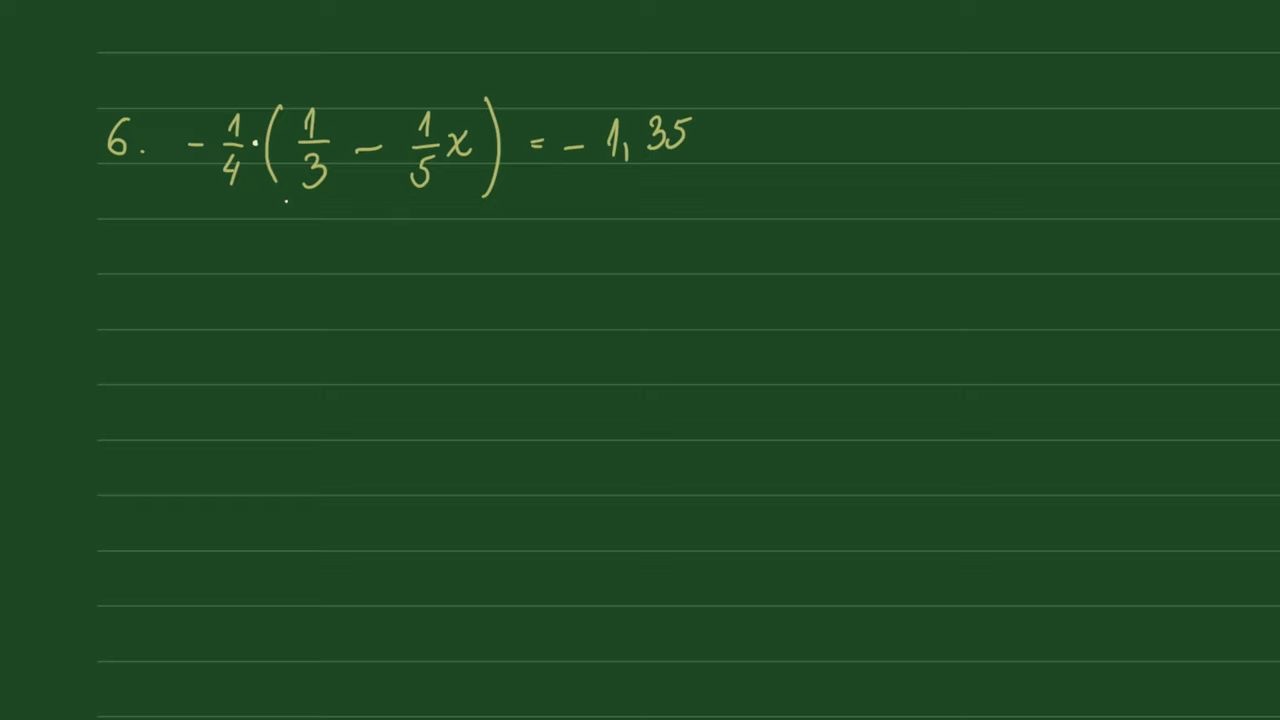 6. - 1/4 · ( 1/3 - 1/5 x ) = - 1,35